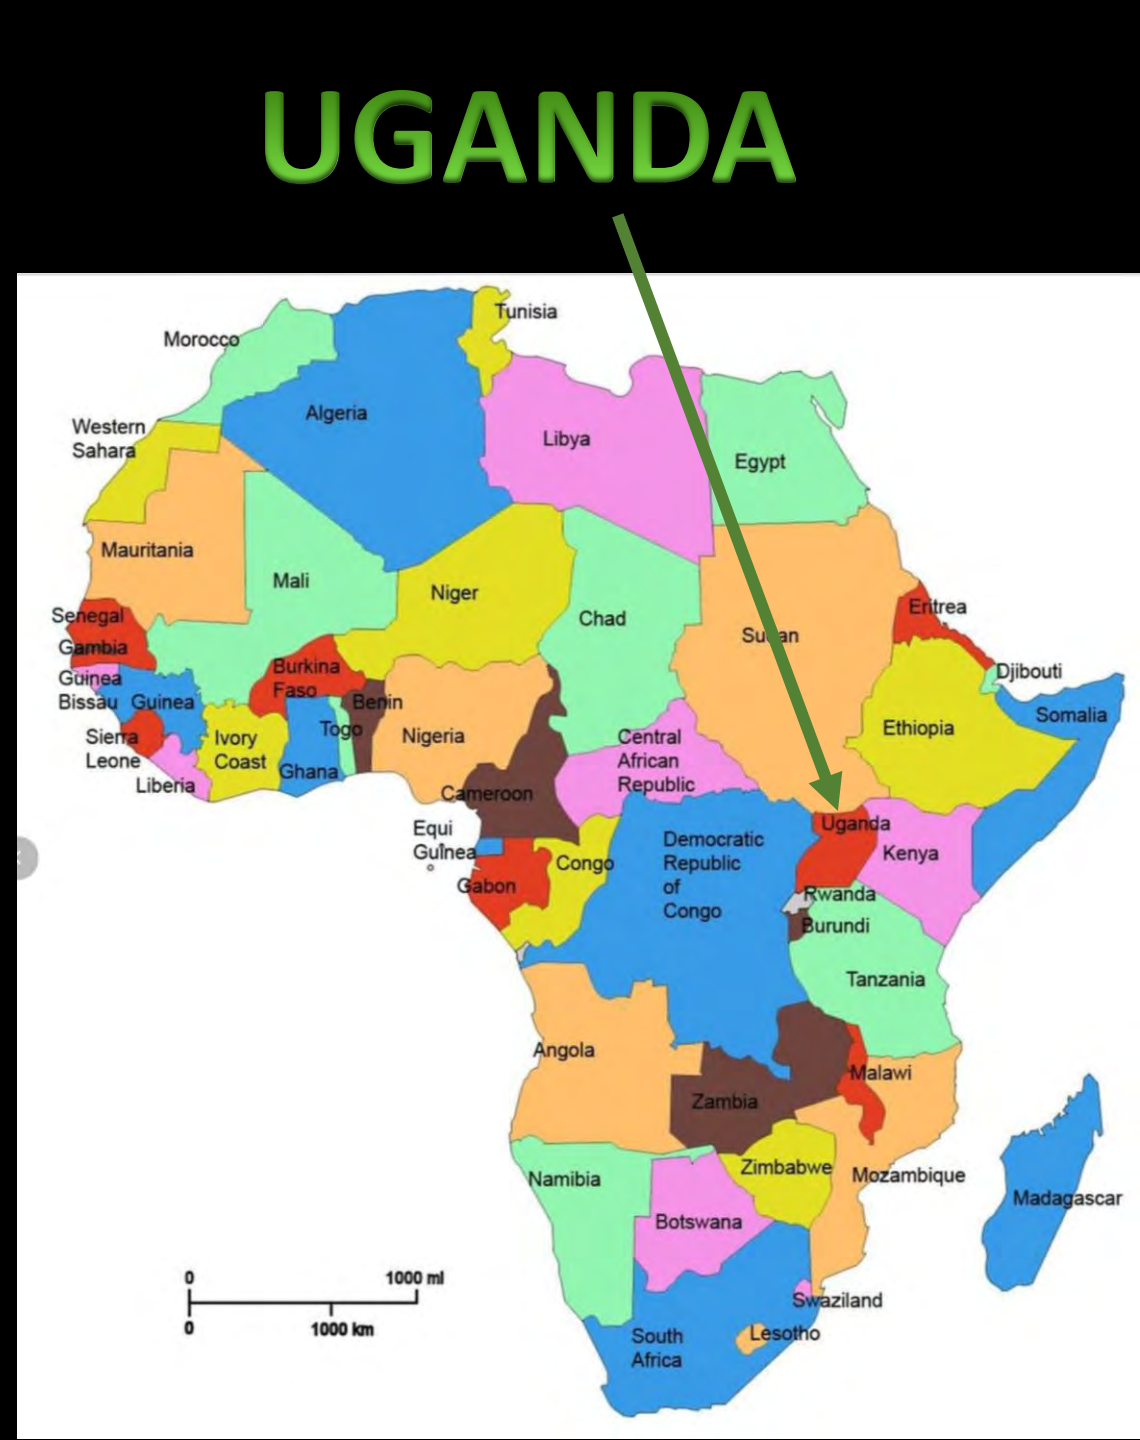 UGANDA
Tunisia
Morocco
Algeria
Western
Sahara
Libya
Egypt
Mauritania
Mali
Niger
Chad
Sudan
Eritrea
Senegal
Gambia
Guinea
Bissau
Guinea
Burkina
Faso
Benin
Djibouti
Somalia
Ethiopia
Sierra
Leone
Ivory
Coast
Togo
Nigeria
Central
African
Republic
Liberia
Ghana
Cameroon
Equi
Guinea
Democratic
Republic
of
Congo
Uganda
Kenya
Congo
Gabon
Rwanda
Burundi
Tanzania
Angola
Malawi
Zambia
Zimbabwe
Mozambique
Namibia
Madagascar
Botswana
0
1000 ml
0
1000 km
Swaziland
Lesotho
South
Africa